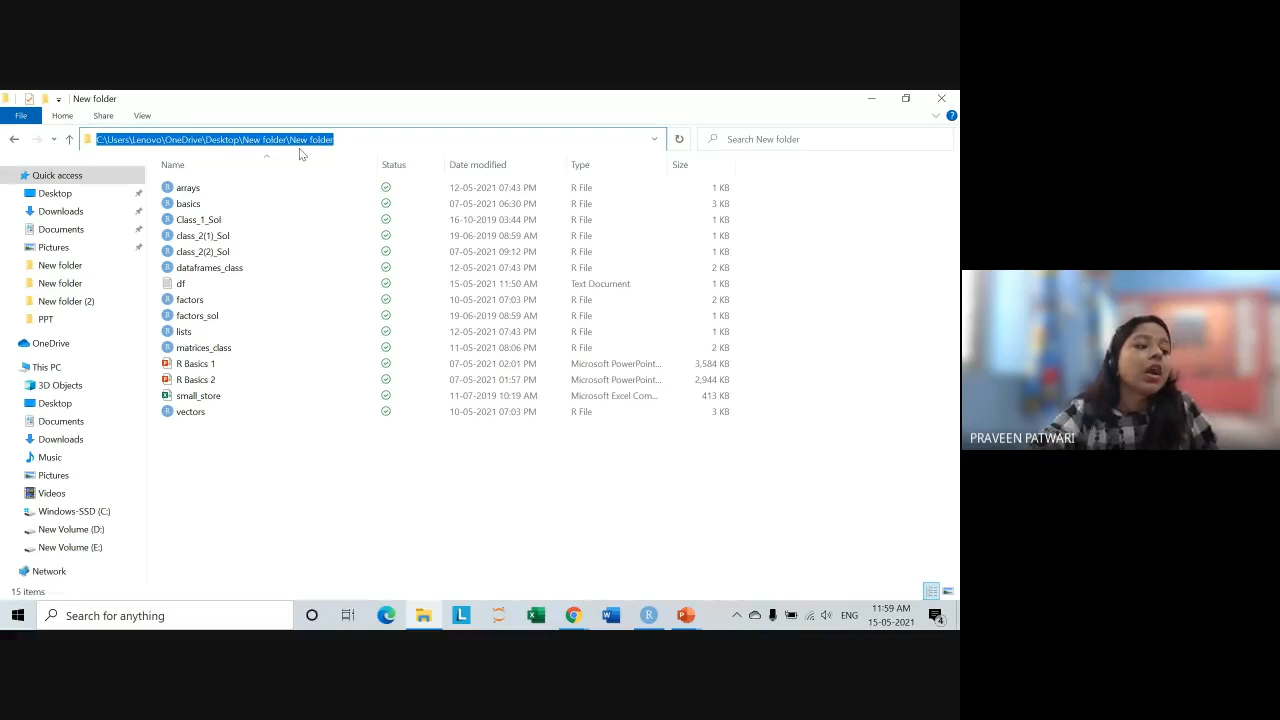 New folder
File Home Share View
C:\Users\Lenovo\OneDrive\Desktop\New folder\New folder
Search New folder
Name Status Date modified Type Size
arrays 12-05-2021 07:43 PM R File 1 KB
basics 07-05-2021 06:30 PM R File 3 KB
Class_1_Sol 16-10-2019 03:44 PM R File 1 KB
class_2(1)_Sol 19-06-2019 08:59 AM R File 1 KB
class_2(2)_Sol 07-05-2021 09:12 PM R File 1 KB
dataframes_class 12-05-2021 07:43 PM R File 2 KB
df 15-05-2021 11:50 AM Text Document 1 KB
factors 10-05-2021 07:03 PM R File 2 KB
factors_sol 19-06-2019 08:59 AM R File 1 KB
lists 12-05-2021 07:43 PM R File 1 KB
matrices_class 11-05-2021 08:06 PM R File 2 KB
R Basics 1 07-05-2021 02:01 PM Microsoft PowerPoint... 3,584 KB
R Basics 2 07-05-2021 01:57 PM Microsoft PowerPoint... 2,944 KB
small_store 11-07-2019 10:19 AM Microsoft Excel Com... 413 KB
vectors 10-05-2021 07:03 PM R File 3 KB
Quick access
Desktop
Downloads
Documents
Pictures
New folder
New folder
New folder (2)
PPT
OneDrive
This PC
3D Objects
Desktop
Documents
Downloads
Music
Pictures
Videos
Windows-SSD (C:)
New Volume (D:)
New Volume (E:)
Network
15 items
Search for anything
ENG
11:59 AM
15-05-2021
4
PRAVEEN PATWARI